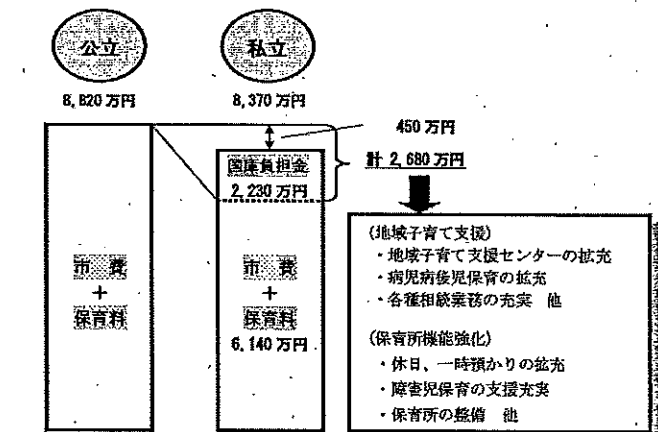 公立
私立
8,820万円
8,370万円
450万円
国庫負担金
2,230万円
計 2,680万円
市 費
+
保育料
市 費
+
保育料
6,140万円
(地域子育て支援)
・地域子育て支援センターの拡充
・病児病後児保育の拡充
・各種相談業務の充実 他
(保育所機能強化)
・休日、一時預かりの拡充
・障害児保育の支援充実
・保育所の整備 他